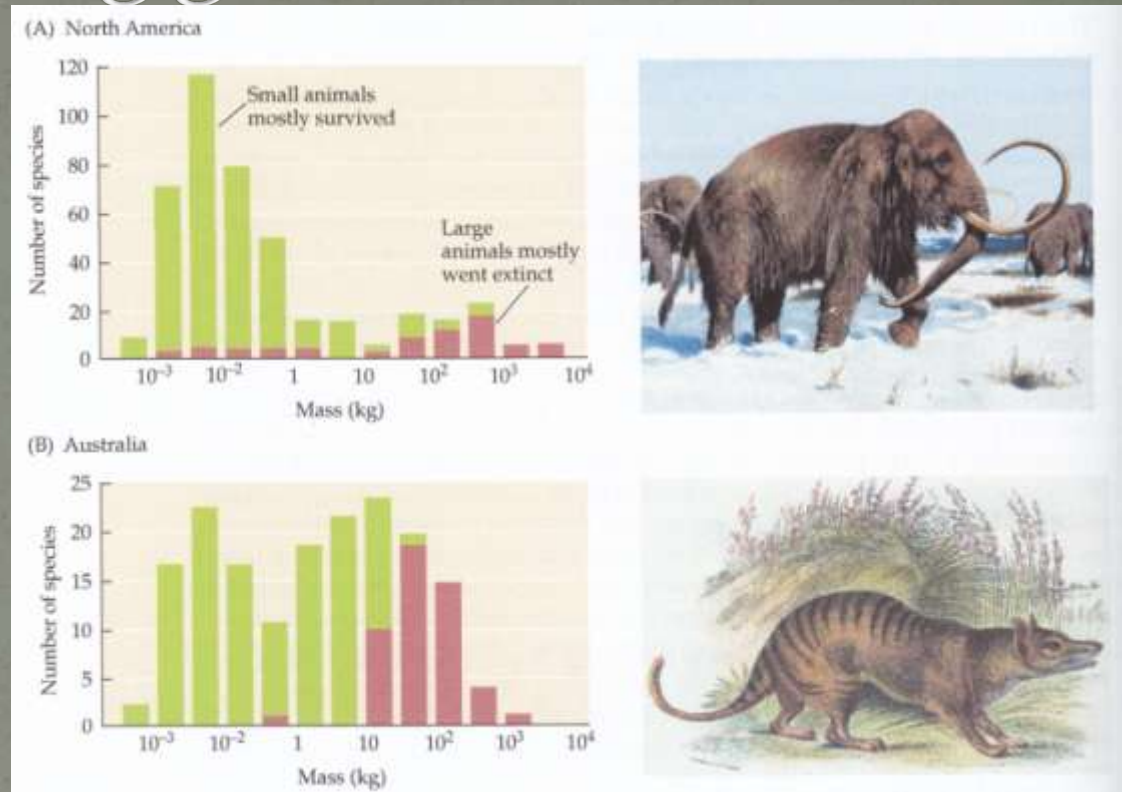 (A) North America
120
100
80
60
40
20
0
Number of species
Small animals
mostly survived
Large
animals mostly
went extinct
10⁻³ 10⁻² 1 10 10² 10³ 10⁴
Mass (kg)
(B) Australia
25
20
15
10
5
0
Number of species
10⁻³ 10⁻² 1 10 10² 10³ 10⁴
Mass (kg)